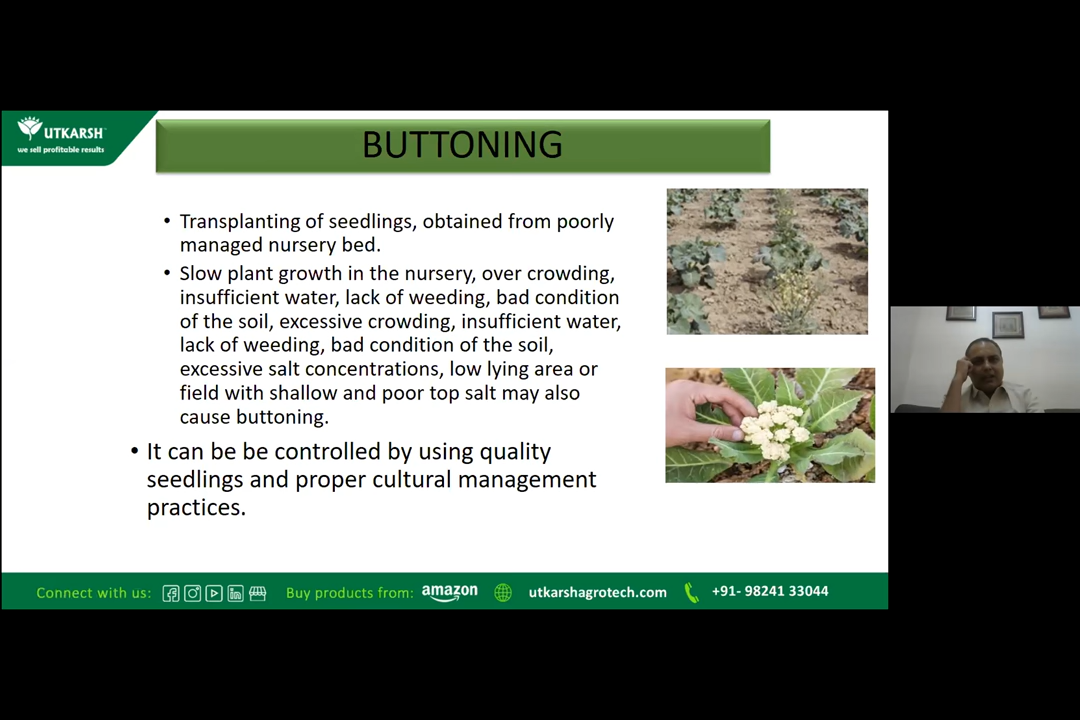 UTKARSH
we sell profitable results
BUTTONING
• Transplanting of seedlings, obtained from poorly
managed nursery bed.
• Slow plant growth in the nursery, over crowding,
insufficient water, lack of weeding, bad condition
of the soil, excessive crowding, insufficient water,
lack of weeding, bad condition of the soil,
excessive salt concentrations, low lying area or
field with shallow and poor top salt may also
cause buttoning.
• It can be be controlled by using quality
seedlings and proper cultural management
practices.
Connect with us: Buy products from: amazon utkarshagrotech.com +91- 98241 33044